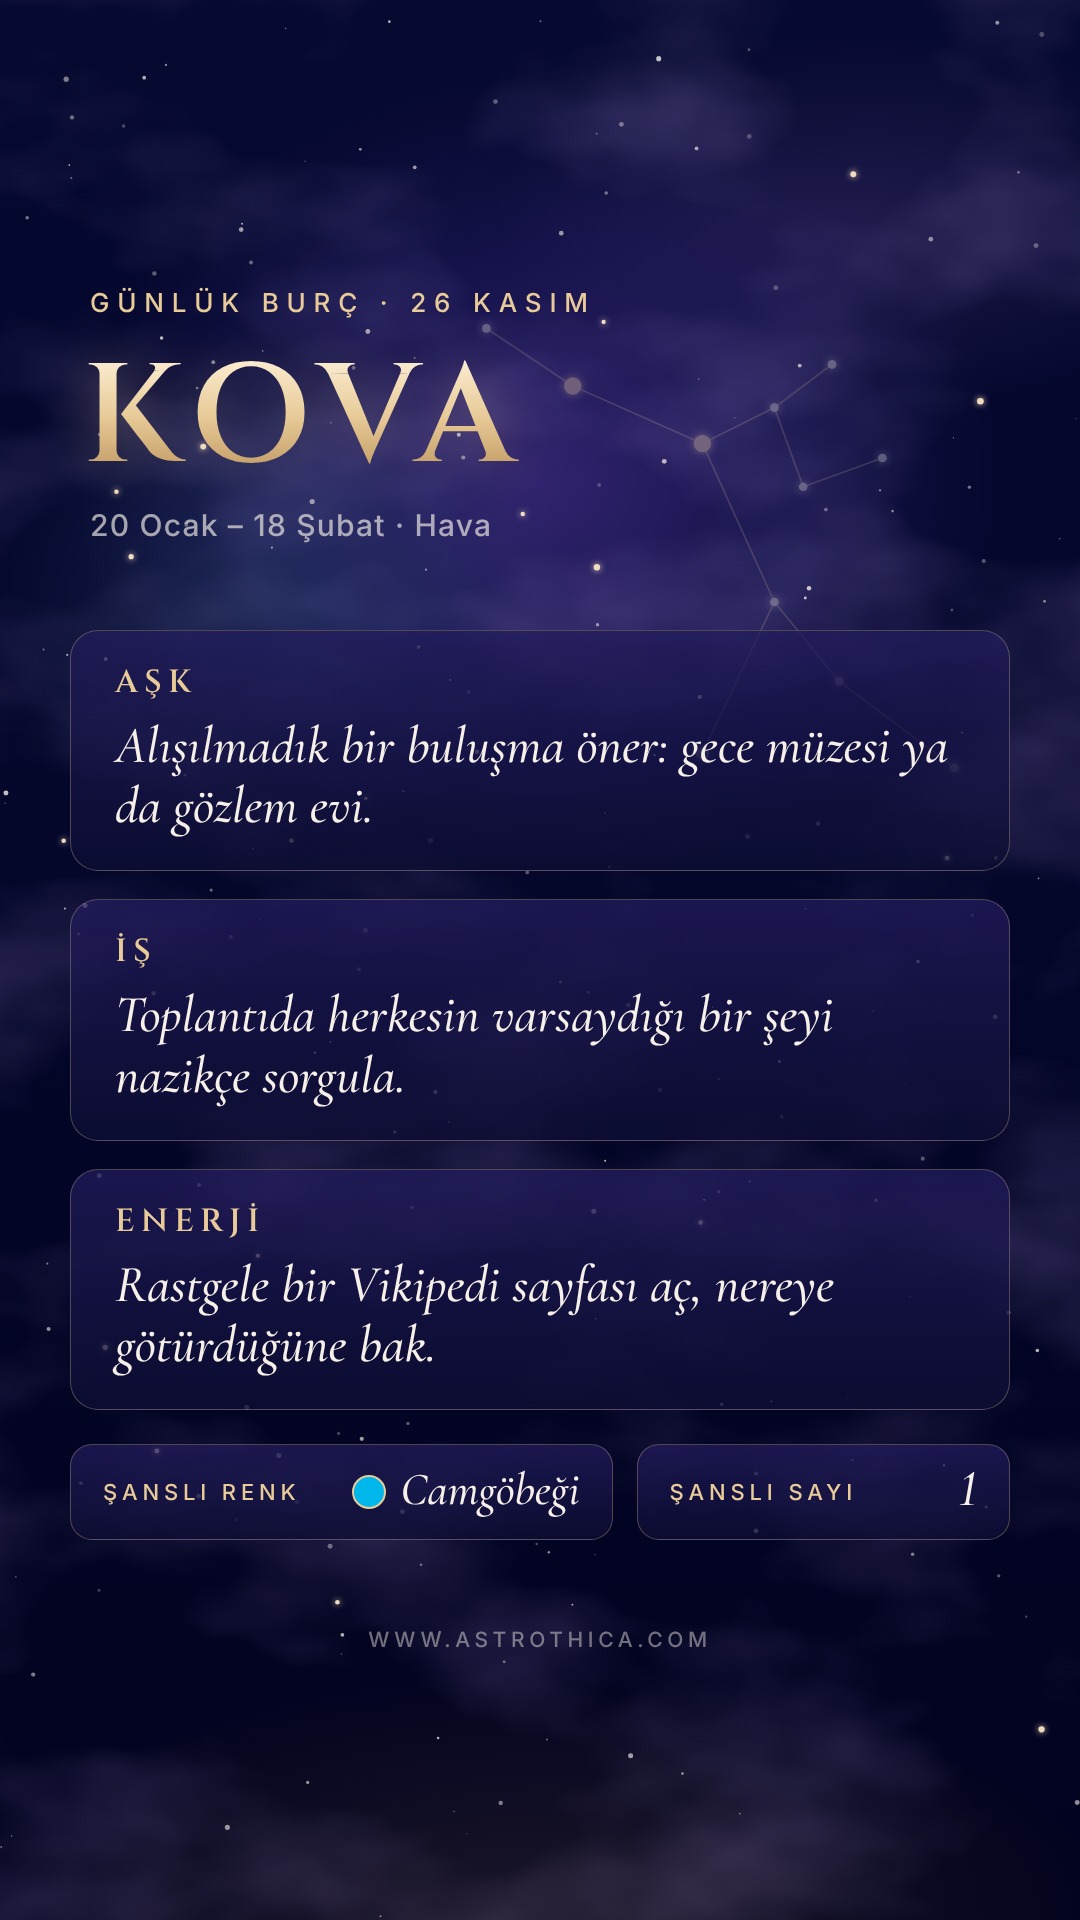 GÜNLÜK BURÇ · 26 KASIM
KOVA
20 Ocak – 18 Şubat · Hava
AŞK
Alışılmadık bir buluşma öner: gece müzesi ya
da gözlem evi.
İŞ
Toplantıda herkesin varsaydığı bir şeyi
nazikçe sorgula.
ENERJİ
Rastgele bir Vikipedi sayfası aç, nereye
götürdüğüne bak.
ŞANSLI RENK Camgöbeği
ŞANSLI SAYI 1
WWW.ASTROTHICA.COM